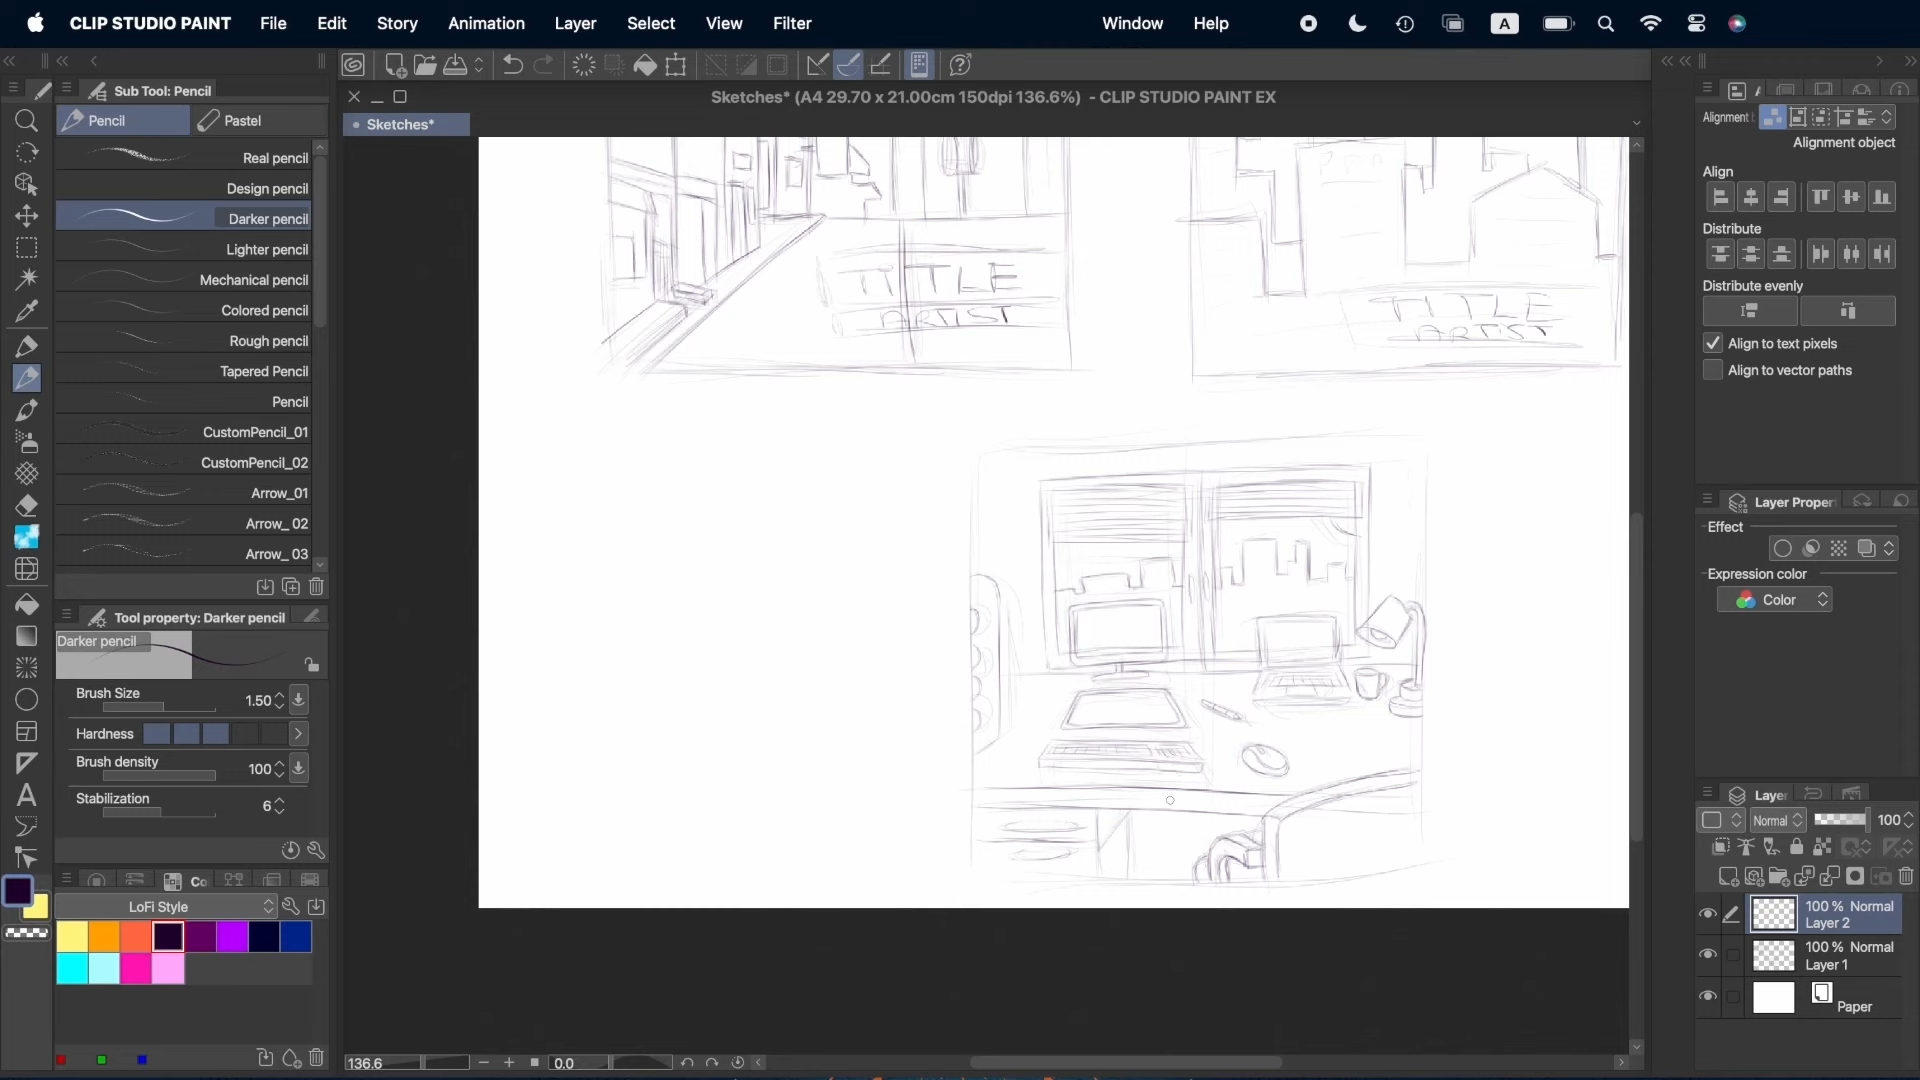 CLIP STUDIO PAINT File Edit Story Animation Layer Select View Filter Window Help A
Sub Tool: Pencil
Pencil Pastel
Real pencil
Design pencil
Darker pencil
Lighter pencil
Mechanical pencil
Colored pencil
Rough pencil
Tapered Pencil
Pencil
CustomPencil_01
CustomPencil_02
Arrow_01
Arrow_ 02
Arrow_ 03
Tool property: Darker pencil
Darker pencil
Brush Size 1.50
Hardness
Brush density 100
Stabilization 6
Co
LoFi Style
Sketches* (A4 29.70 x 21.00cm 150dpi 136.6%) - CLIP STUDIO PAINT EX
Sketches*
TITLE
ARTIST
TITLE
ARTIST
136.6 0.0
Alignment
Alignment object
Align
Distribute
Distribute evenly
Align to text pixels
Align to vector paths
Layer Proper
Effect
Expression color
Color
Layer
Normal 100
100 % Normal
Layer 2
100 % Normal
Layer 1
Paper